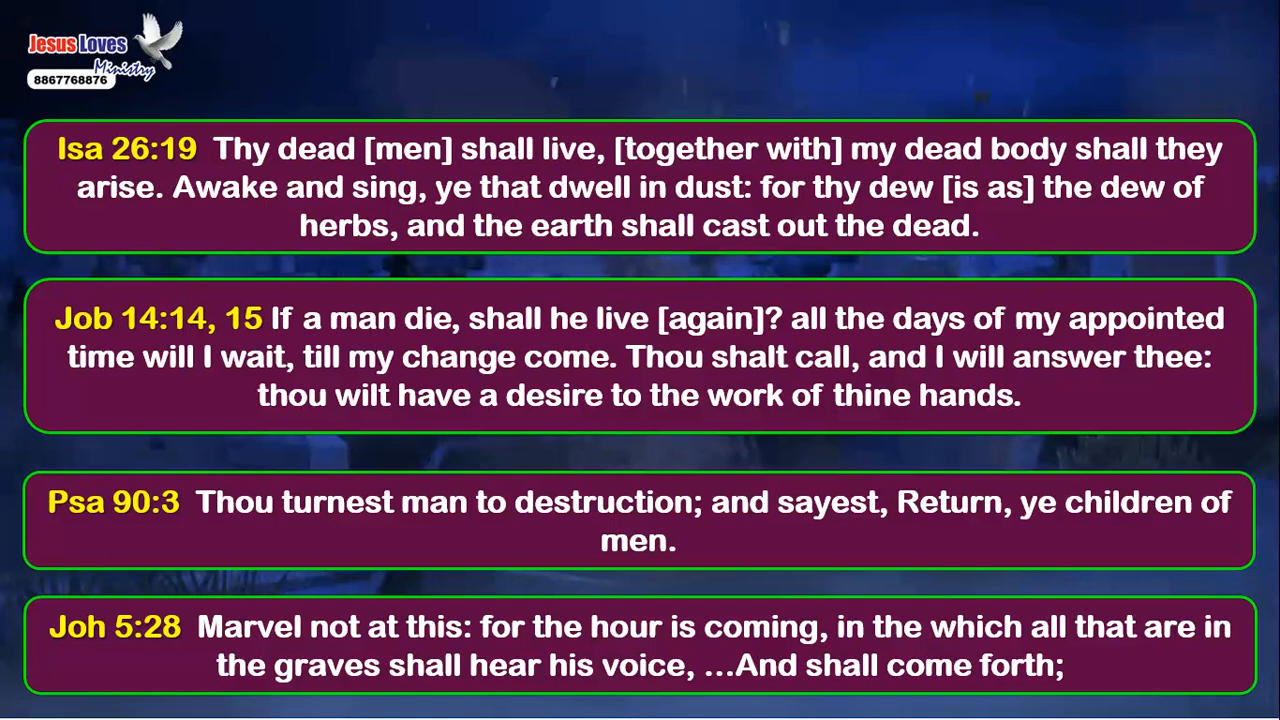 Jesus Loves
Ministry
8867768876
Isa 26:19 Thy dead [men] shall live, [together with] my dead body shall they
arise. Awake and sing, ye that dwell in dust: for thy dew [is as] the dew of
herbs, and the earth shall cast out the dead.
Job 14:14, 15 If a man die, shall he live [again]? all the days of my appointed
time will I wait, till my change come. Thou shalt call, and I will answer thee:
thou wilt have a desire to the work of thine hands.
Psa 90:3 Thou turnest man to destruction; and sayest, Return, ye children of
men.
Joh 5:28 Marvel not at this: for the hour is coming, in the which all that are in
the graves shall hear his voice, ...And shall come forth;